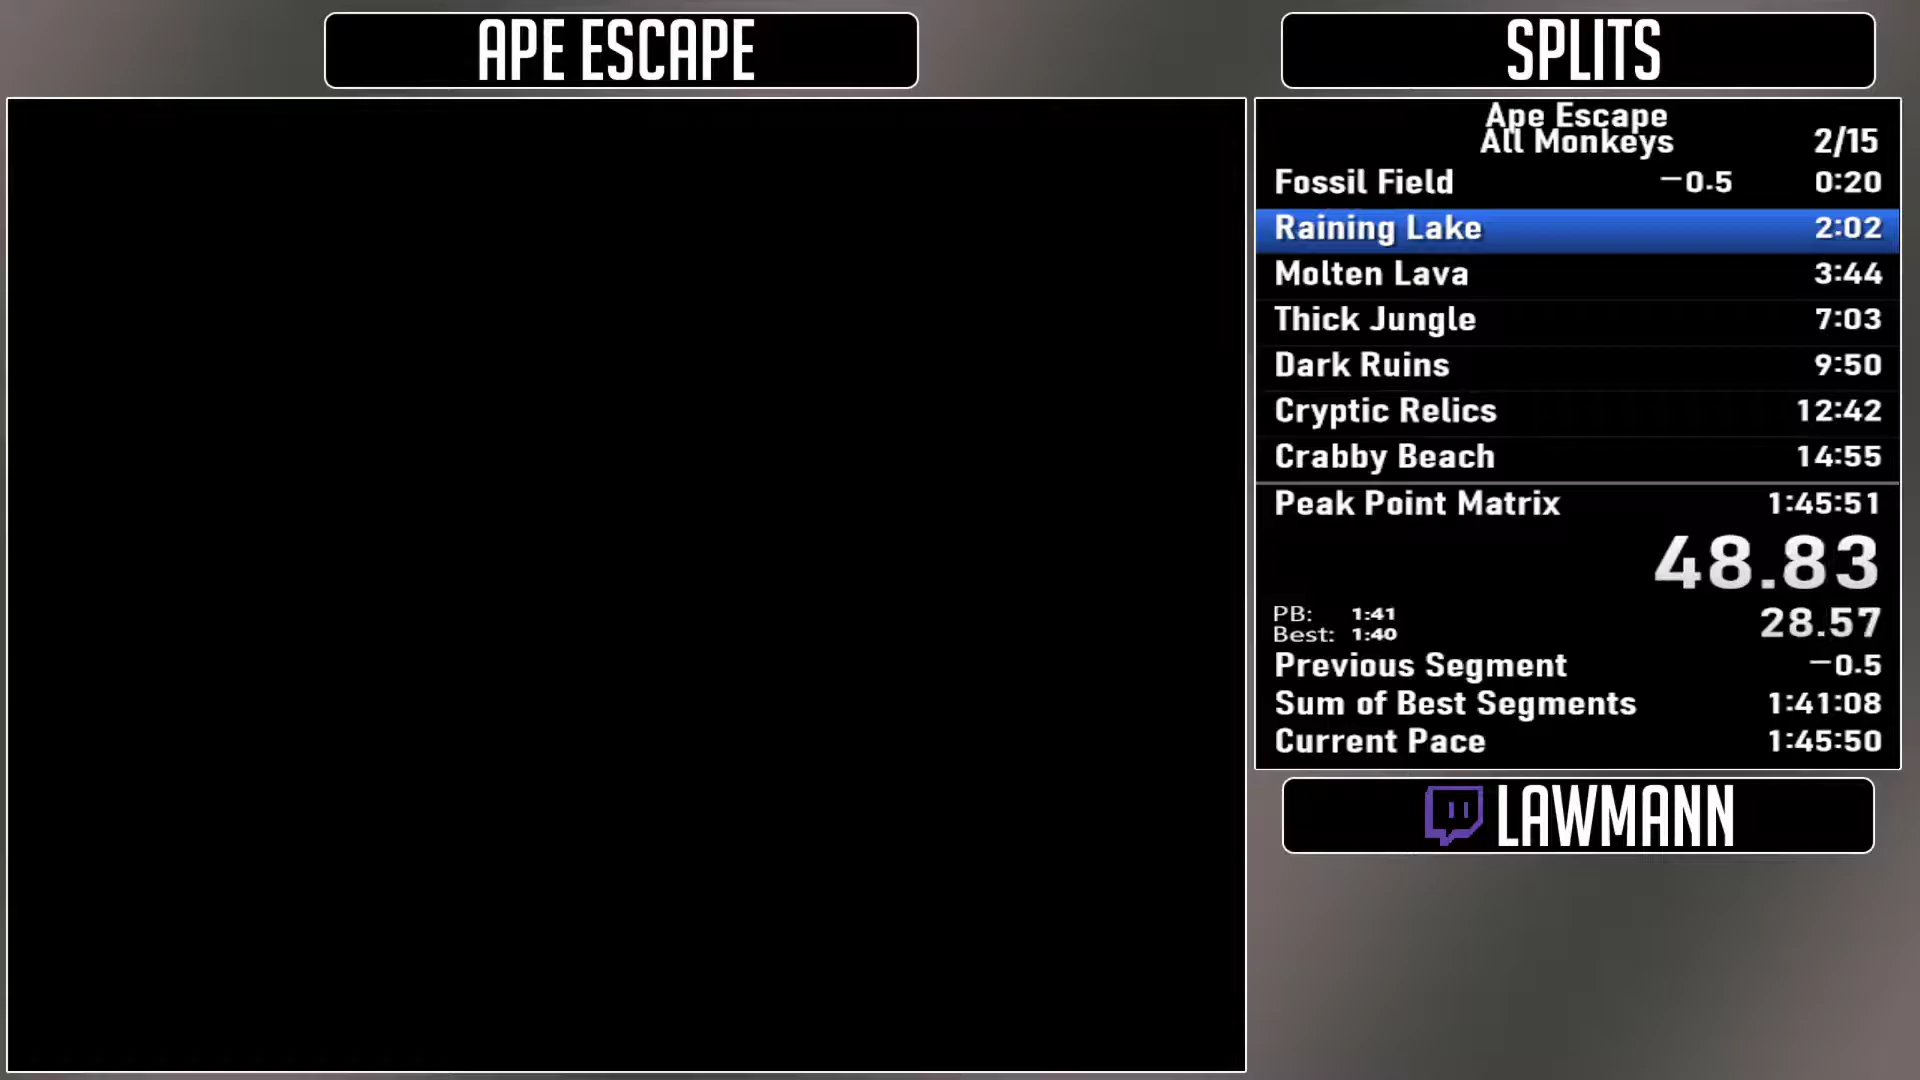 APE ESCAPE
SPLITS
Ape Escape
All Monkeys 2/15
Fossil Field −0.5 0:20
Raining Lake 2:02
Molten Lava 3:44
Thick Jungle 7:03
Dark Ruins 9:50
Cryptic Relics 12:42
Crabby Beach 14:55
Peak Point Matrix 1:45:51
48.83
PB: 1:41 28.57
Best: 1:40
Previous Segment −0.5
Sum of Best Segments 1:41:08
Current Pace 1:45:50
LAWMANN